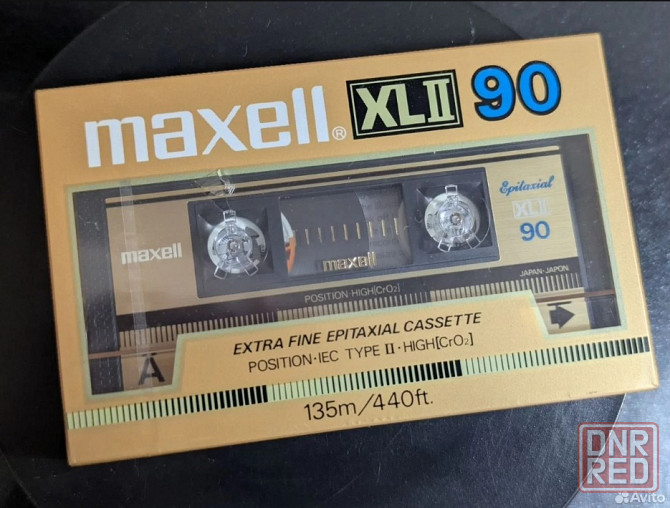 maxell® XLII 90
Epitaxial
maxell
XLII
90
maxell
JAPAN·JAPON
POSITION HIGH[CrO₂]
EXTRA FINE EPITAXIAL CASSETTE
POSITION·IEC TYPE II·HIGH[CrO₂]
A
135m/440ft.
DNR
RED
Avito